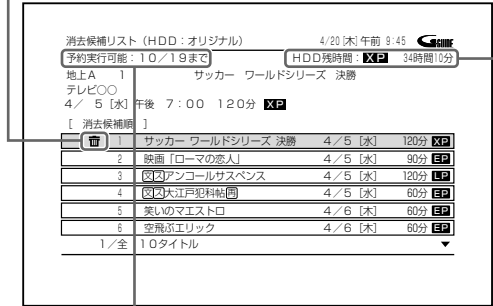 消去候補リスト（HDD：オリジナル） 4/20[木]午前 9:45 G-GUIDE
予約実行可能：10／19まで HDD残時間：XP 34時間10分
地上A 1 サッカー ワールドシリーズ 決勝
テレビ○○
4／ 5[水] 午後 7：00 120分 XP
[ 消去候補順 ]
1 サッカー ワールドシリーズ 決勝 4／5［水］ 120分 XP
2 映画「ローマの恋人」 4／5［水］ 90分 EP
3 文スアンコールサスペンス 4／5［水］ 120分 LP
4 文ス大江戸犯科帖再 4／5［水］ 60分 EP
5 笑いのマエストロ 4／6［木］ 60分 EP
6 空飛ぶエリック 4／6［木］ 60分 EP
1／全 10タイトル ▼